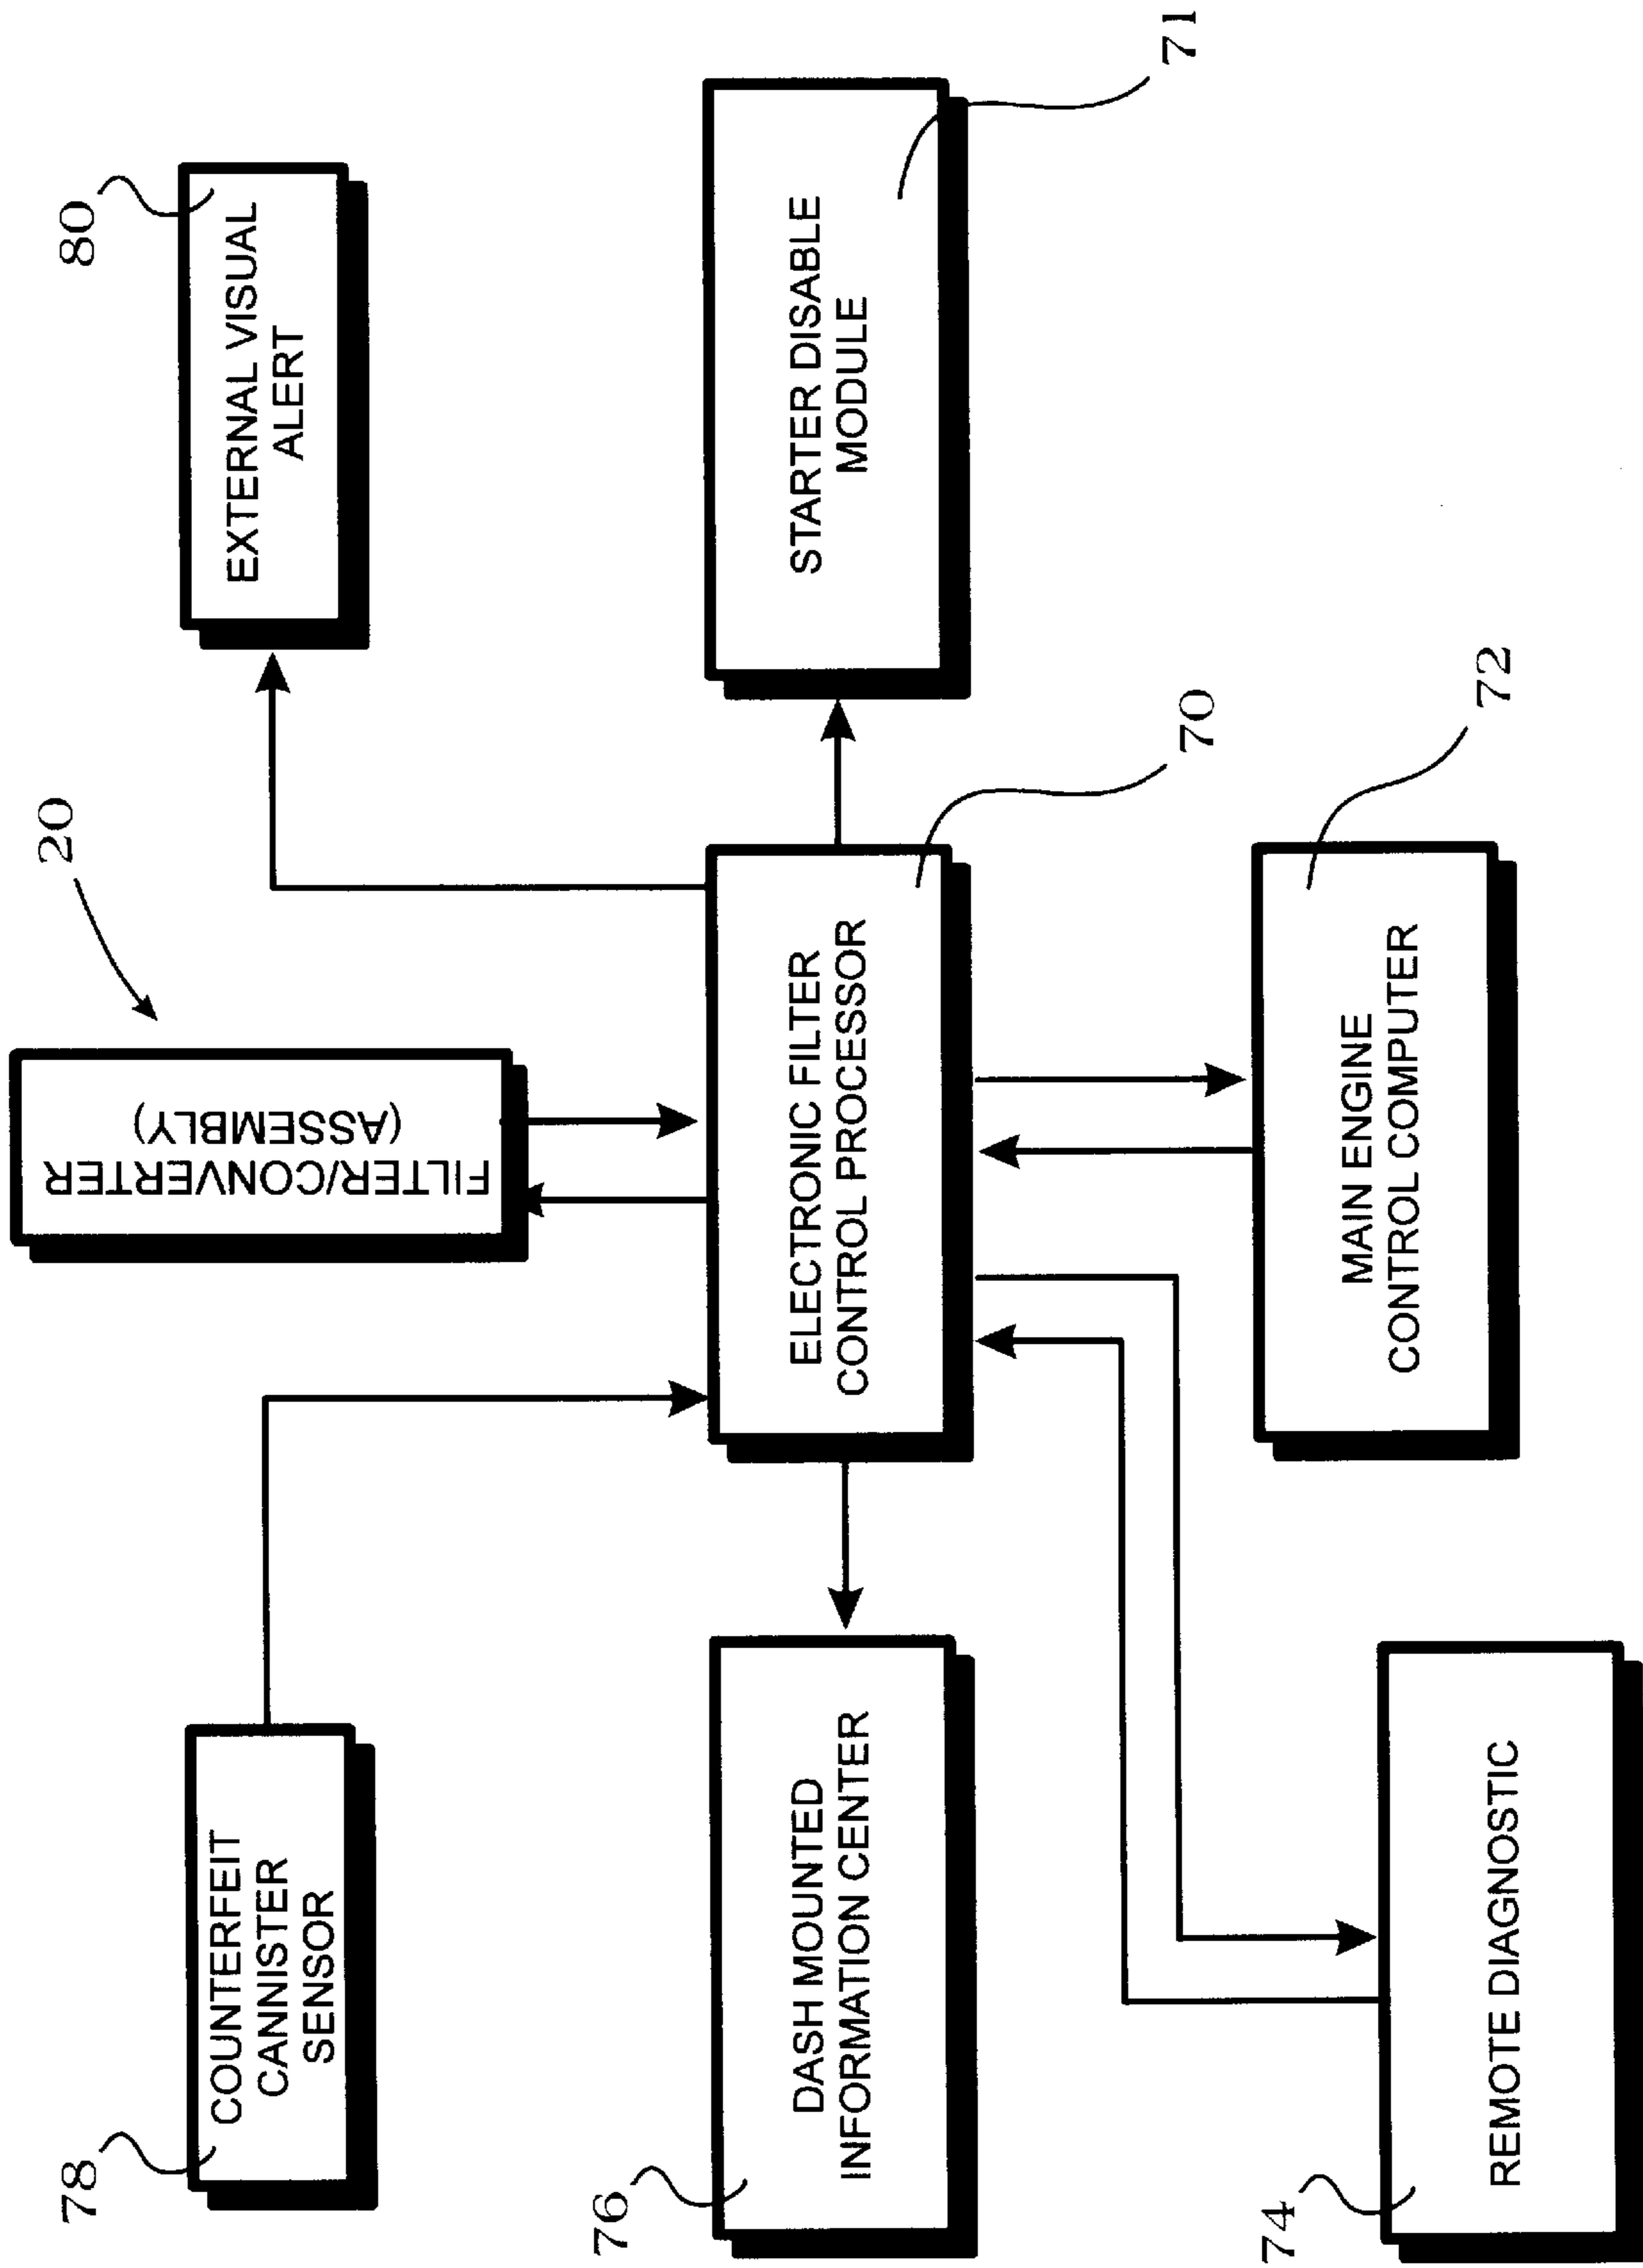 78
COUNTERFEIT
CANNISTER
SENSOR
20
FILTER/CONVERTER
(ASSEMBLY)
80
EXTERNAL VISUAL
ALERT
76
DASH MOUNTED
INFORMATION CENTER
ELECTRONIC FILTER
CONTROL PROCESSOR
70
STARTER DISABLE
MODULE
71
74
REMOTE DIAGNOSTIC
MAIN ENGINE
CONTROL COMPUTER
72